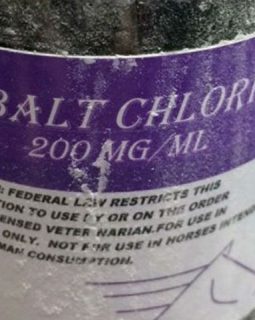 BALT CHLORI
200 MG/ML
: FEDERAL LAW RESTRICTS THIS
TION TO USE BY OR ON THE ORDER
ENSED VETERINARIAN.FOR USE IN
ONLY. NOT FOR USE IN HORSES INTEN
MAN CONSUMPTION.